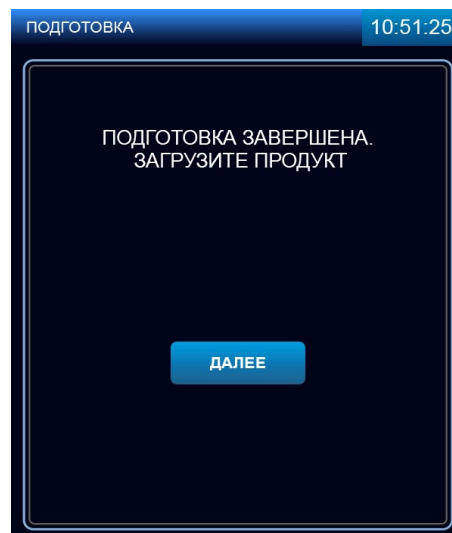 ПОДГОТОВКА 10:51:25
ПОДГОТОВКА ЗАВЕРШЕНА.
ЗАГРУЗИТЕ ПРОДУКТ
ДАЛЕЕ